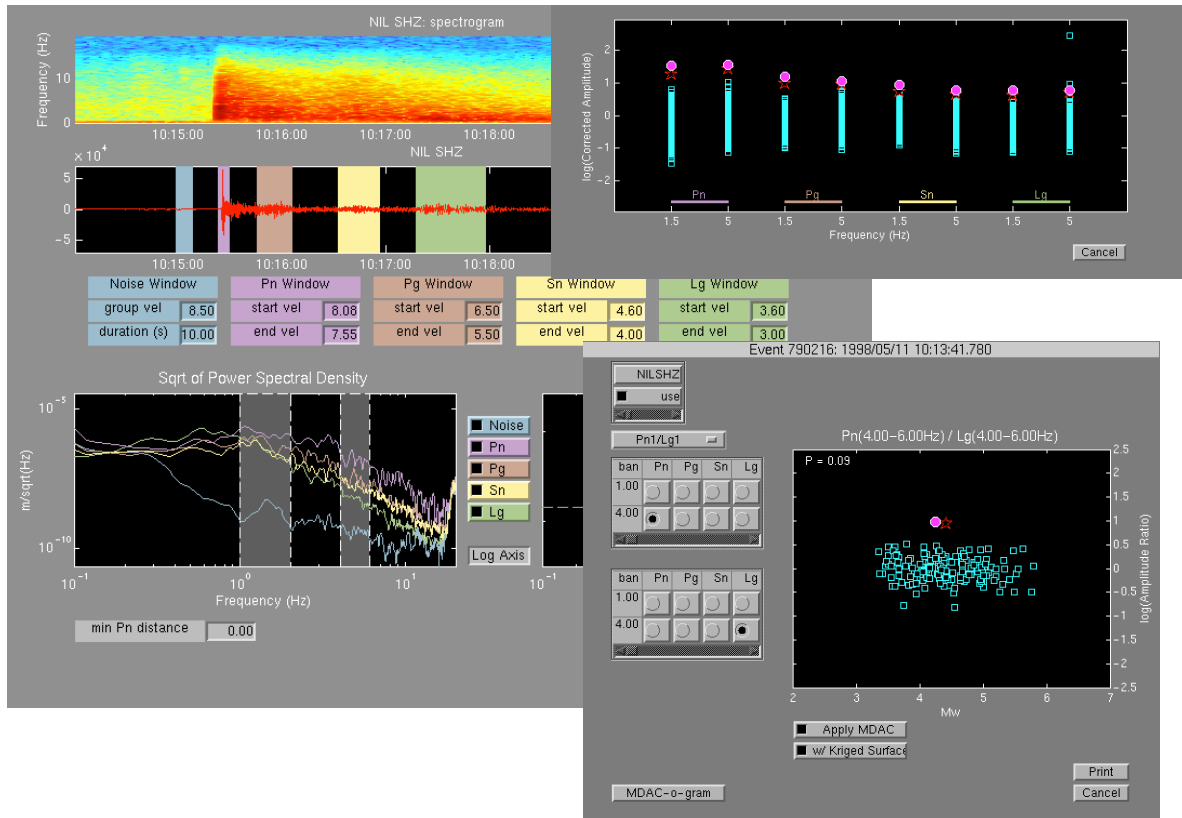 NIL SHZ: spectrogram
Frequency (Hz)
10
0
10:15:00 10:16:00 10:17:00 10:18:00
× 10^4
NIL SHZ
5
0
−5
10:15:00 10:16:00 10:17:00 10:18:00
Noise Window
group vel 8.50
duration (s) 10.00
Pn Window
start vel 8.08
end vel 7.55
Pg Window
start vel 6.50
end vel 5.50
Sn Window
start vel 4.60
end vel 4.00
Lg Window
start vel 3.60
end vel 3.00
Sqrt of Power Spectral Density
m/sqrt(Hz)
10^−5
10^−10
10^−1 10^0 10^1 10^−1
Frequency (Hz)
Noise
Pn
Pg
Sn
Lg
Log Axis
min Pn distance 0.00
log(Corrected Amplitude)
2
1
0
−1
−2
Pn Pg Sn Lg
1.5 5 1.5 5 1.5 5 1.5 5
Frequency (Hz)
Cancel
Event 790216: 1998/05/11 10:13:41.780
NILSHZ
use
Pn1/Lg1
ban Pn Pg Sn Lg
1.00
4.00
ban Pn Pg Sn Lg
1.00
4.00
Pn(4.00−6.00Hz) / Lg(4.00−6.00Hz)
P = 0.09
2.5
2
1.5
1
0.5
0
−0.5
−1
−1.5
−2
−2.5
log(Amplitude Ratio)
2 3 4 5 6 7
Mw
Apply MDAC
w/ Kriged Surface
Print
MDAC−o−gram
Cancel